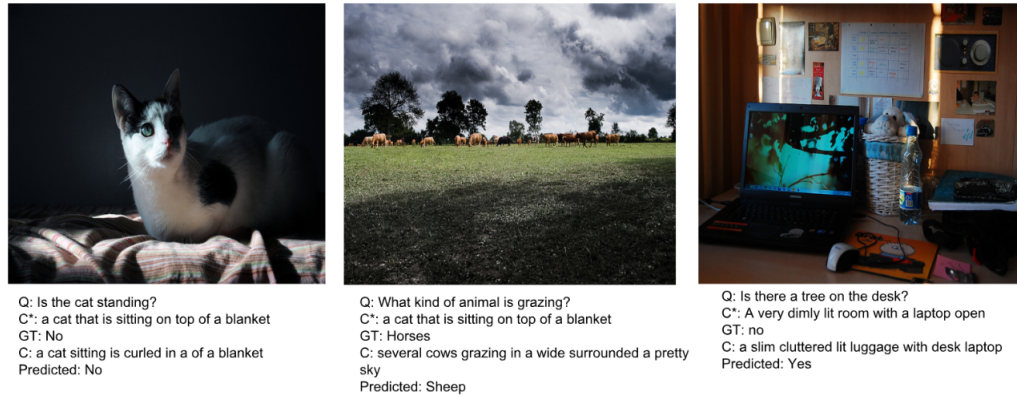 Q: Is the cat standing?
C*: a cat that is sitting on top of a blanket
GT: No
C: a cat sitting is curled in a of a blanket
Predicted: No
Q: What kind of animal is grazing?
C*: a cat that is sitting on top of a blanket
GT: Horses
C: several cows grazing in a wide surrounded a pretty
sky
Predicted: Sheep
Q: Is there a tree on the desk?
C*: A very dimly lit room with a laptop open
GT: no
C: a slim cluttered lit luggage with desk laptop
Predicted: Yes